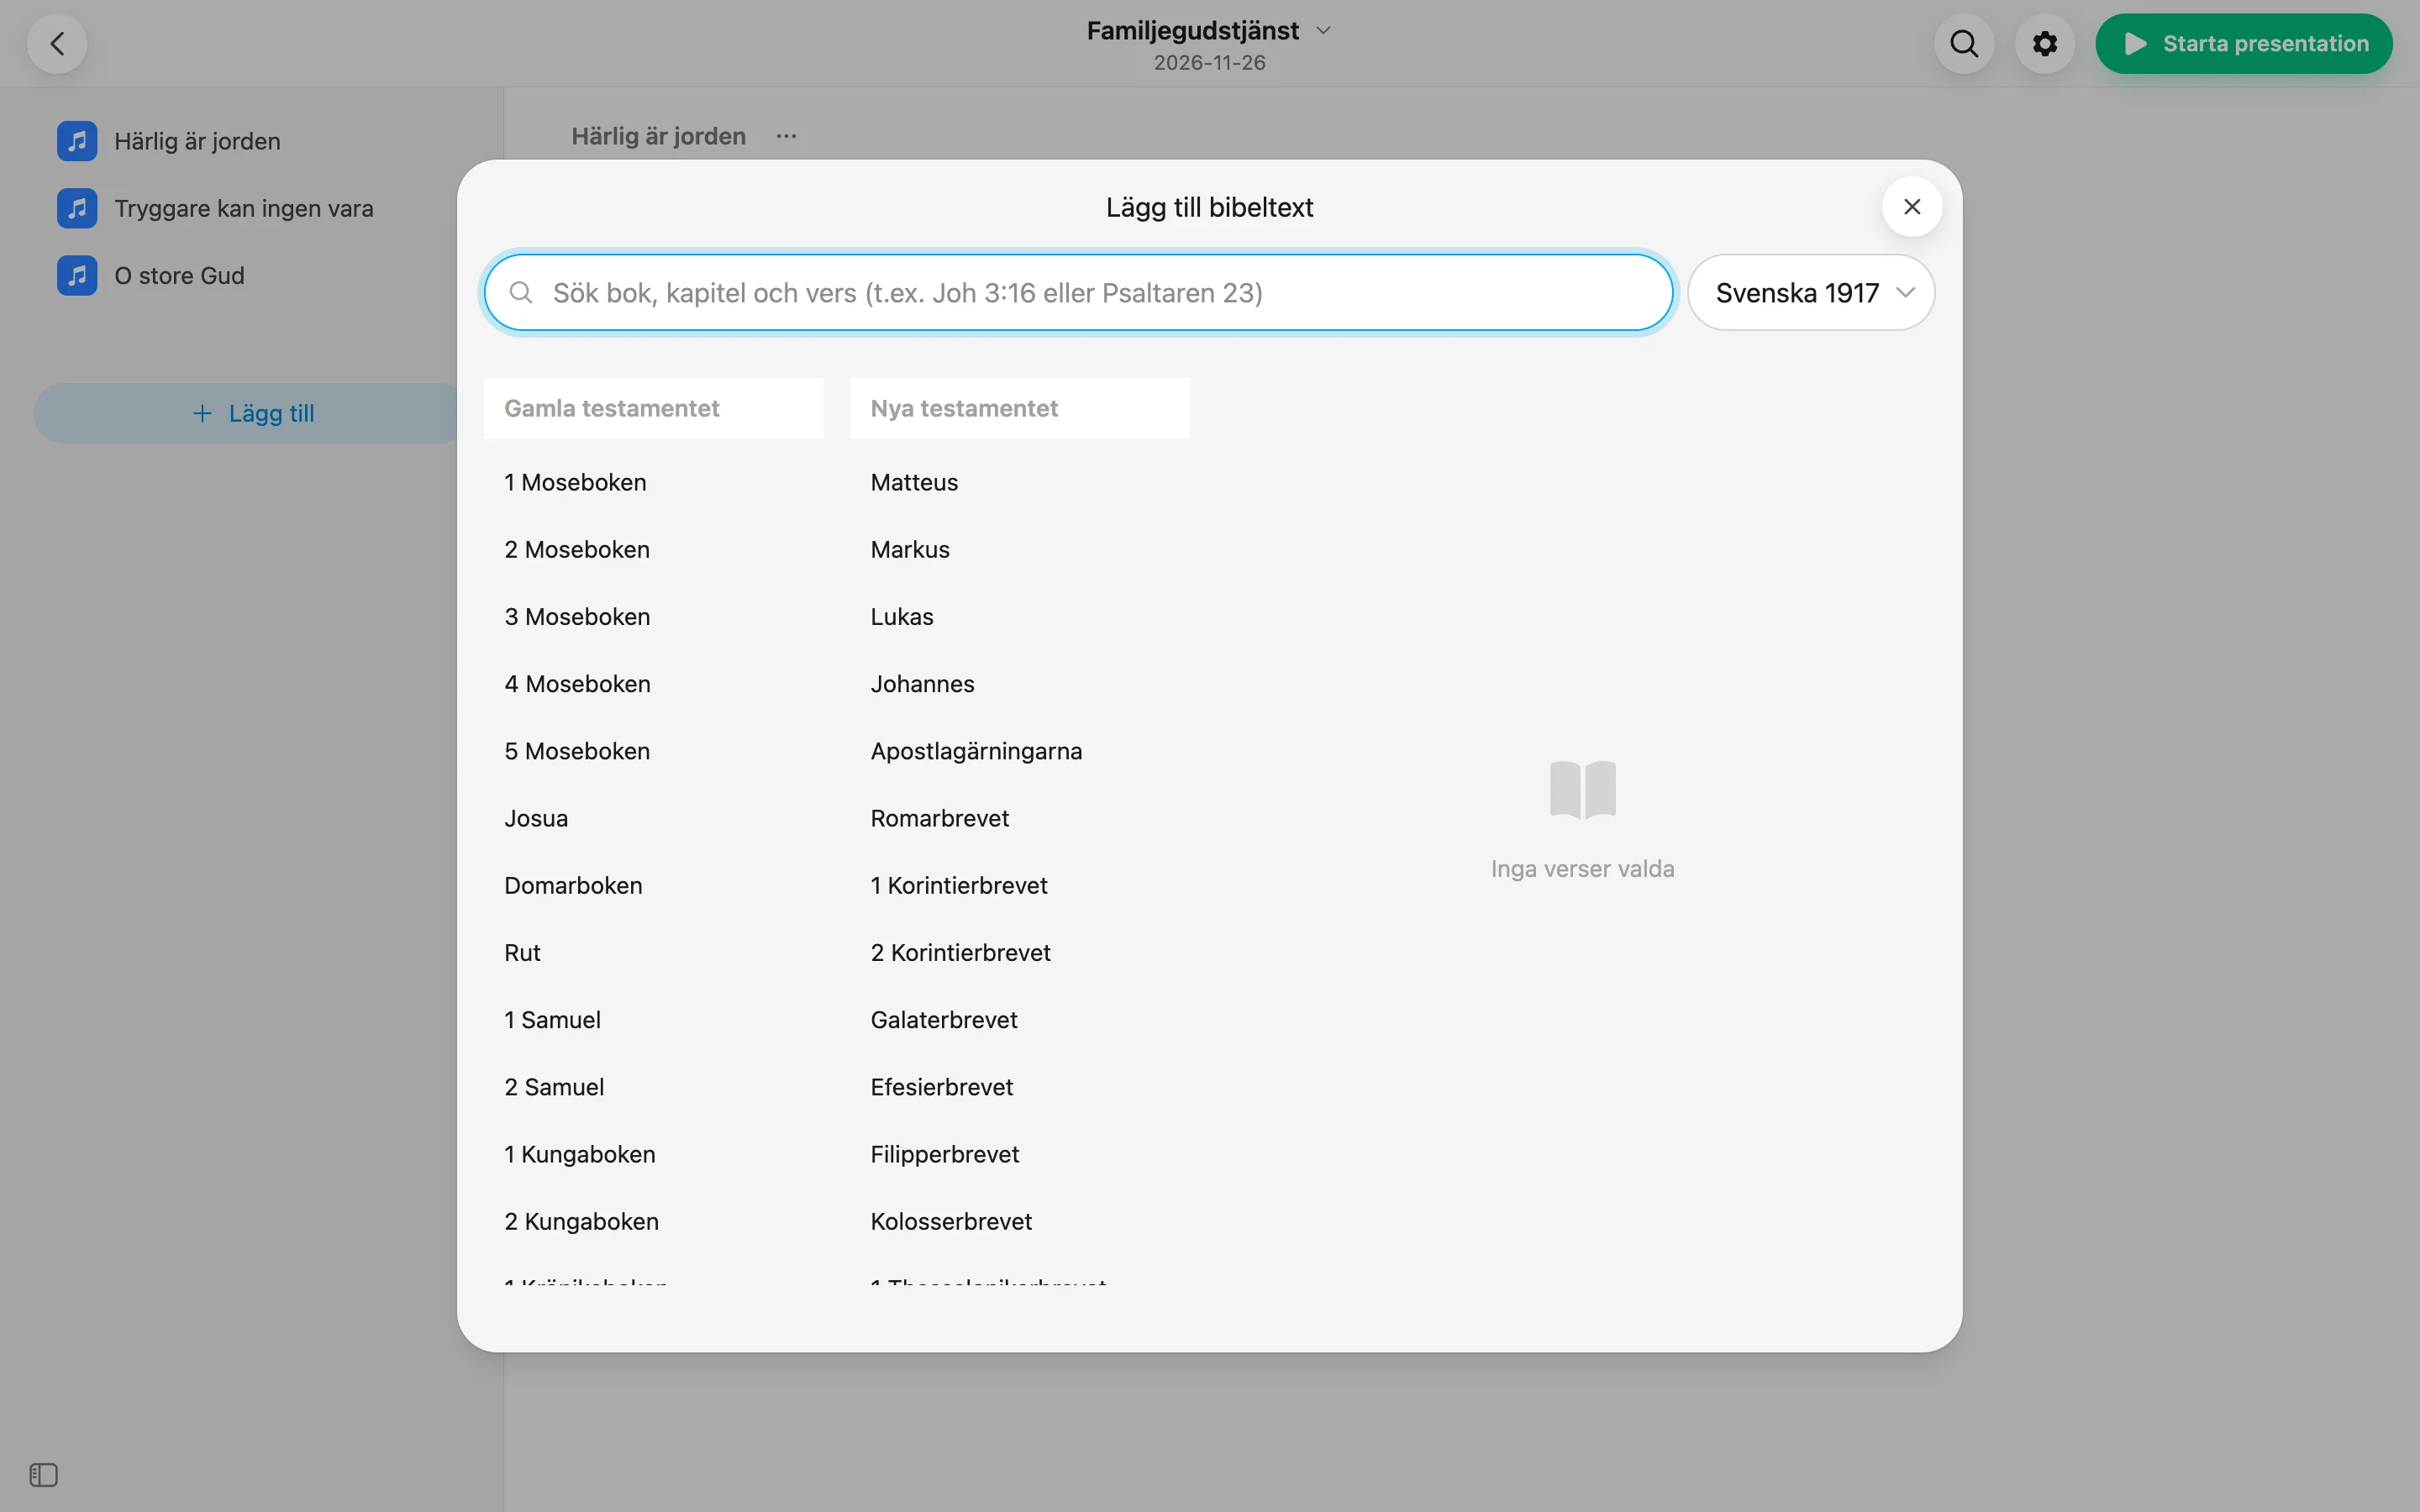 Familjegudstjänst
2026-11-26
Starta presentation
Härlig är jorden
Tryggare kan ingen vara
O store Gud
Lägg till
Härlig är jorden
Lägg till bibeltext
Sök bok, kapitel och vers (t.ex. Joh 3:16 eller Psaltaren 23)
Svenska 1917
Gamla testamentet
1 Moseboken
2 Moseboken
3 Moseboken
4 Moseboken
5 Moseboken
Josua
Domarboken
Rut
1 Samuel
2 Samuel
1 Kungaboken
2 Kungaboken
1 Krönikeboken
Nya testamentet
Matteus
Markus
Lukas
Johannes
Apostlagärningarna
Romarbrevet
1 Korintierbrevet
2 Korintierbrevet
Galaterbrevet
Efesierbrevet
Filipperbrevet
Kolosserbrevet
1 Thessalonikerbrevet
Inga verser valda